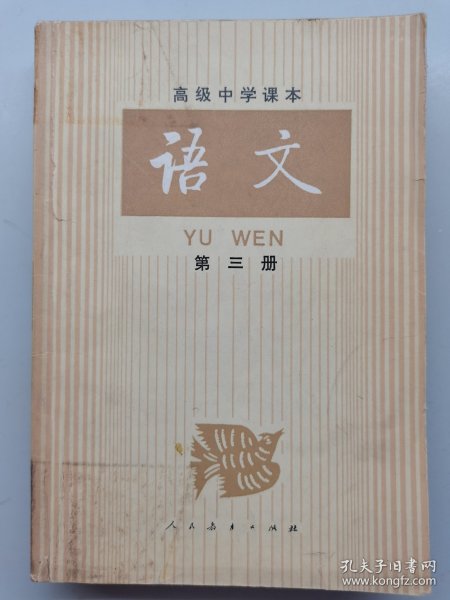 高级中学课本
语文
YU WEN
第三册
人民教育出版社
孔夫子旧书网
www.kongfz.com